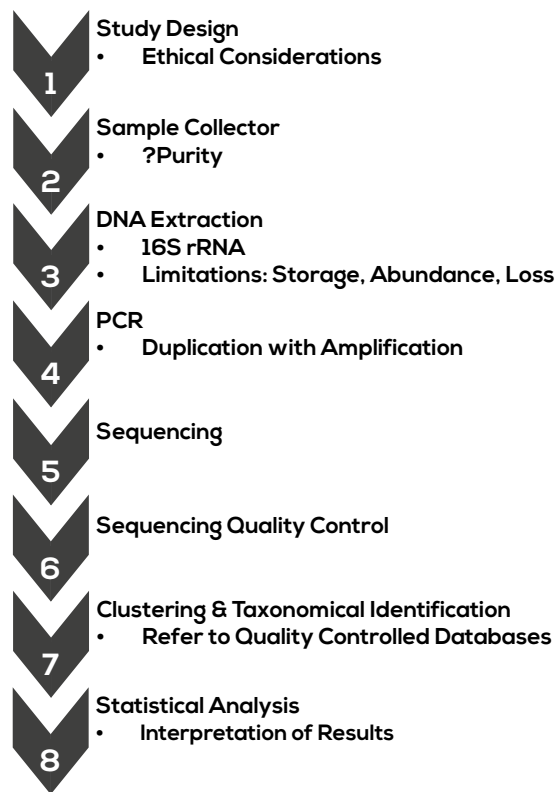 1
Study Design
• Ethical Considerations
2
Sample Collector
• ?Purity
3
DNA Extraction
• 16S rRNA
• Limitations: Storage, Abundance, Loss
4
PCR
• Duplication with Amplification
5
Sequencing
6
Sequencing Quality Control
7
Clustering & Taxonomical Identification
• Refer to Quality Controlled Databases
8
Statistical Analysis
• Interpretation of Results